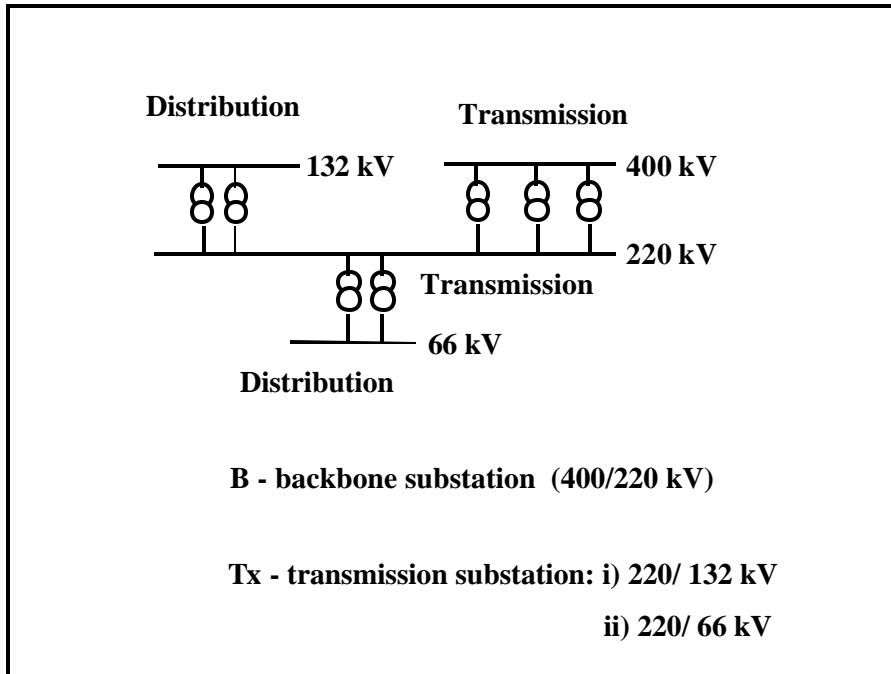 Distribution
Transmission
132 kV
400 kV
220 kV
Transmission
66 kV
Distribution
B - backbone substation (400/220 kV)
Tx - transmission substation: i) 220/ 132 kV
ii) 220/ 66 kV